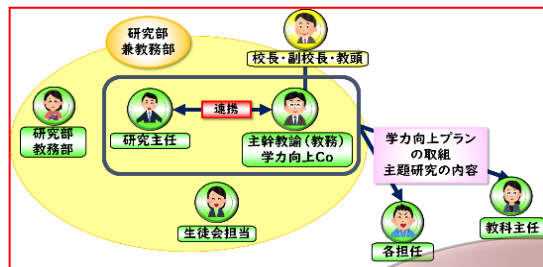 研究部
兼教務部
校長・副校長・教頭
研究部
教務部
研究主任
連携
主幹教諭(教務)
学力向上Co
学力向上プラン
の取組
主題研究の内容
生徒会担当
各担任
教科主任